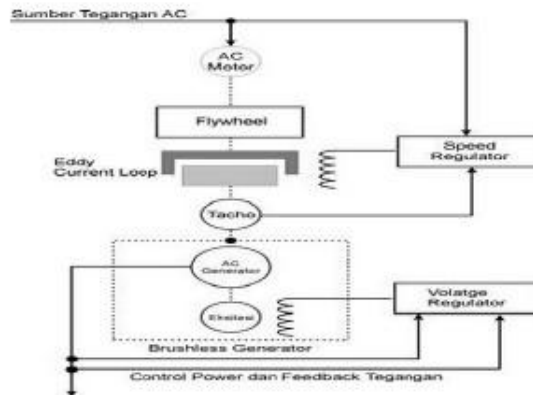 Sumber Tegangan AC
AC
Motor
Flywheel
Eddy
Current Loop
Speed
Regulator
Tacho
AC
Generator
Volatge
Regulator
Eksitasi
Brushless Generator
Control Power dan Feedback Tegangan